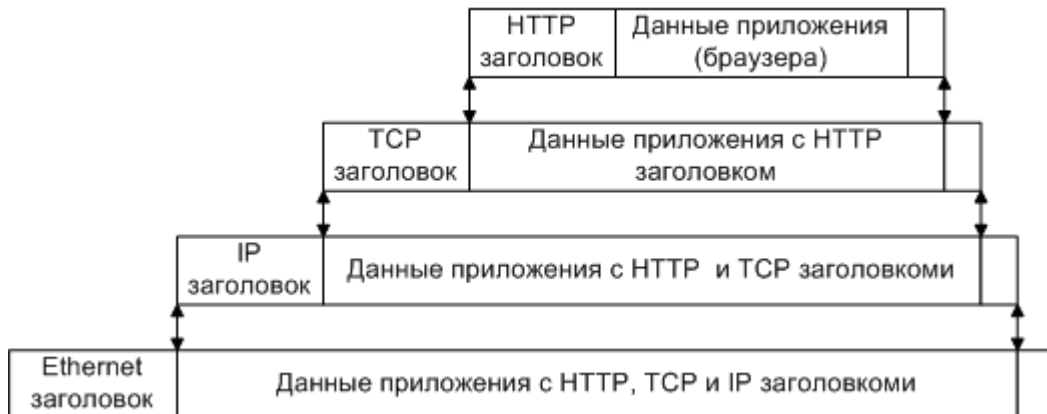 HTTP
заголовок
Данные приложения
(браузера)
TCP
заголовок
Данные приложения с HTTP
заголовком
IP
заголовок
Данные приложения с HTTP и TCP заголовкоми
Ethernet
заголовок
Данные приложения с HTTP, TCP и IP заголовкоми